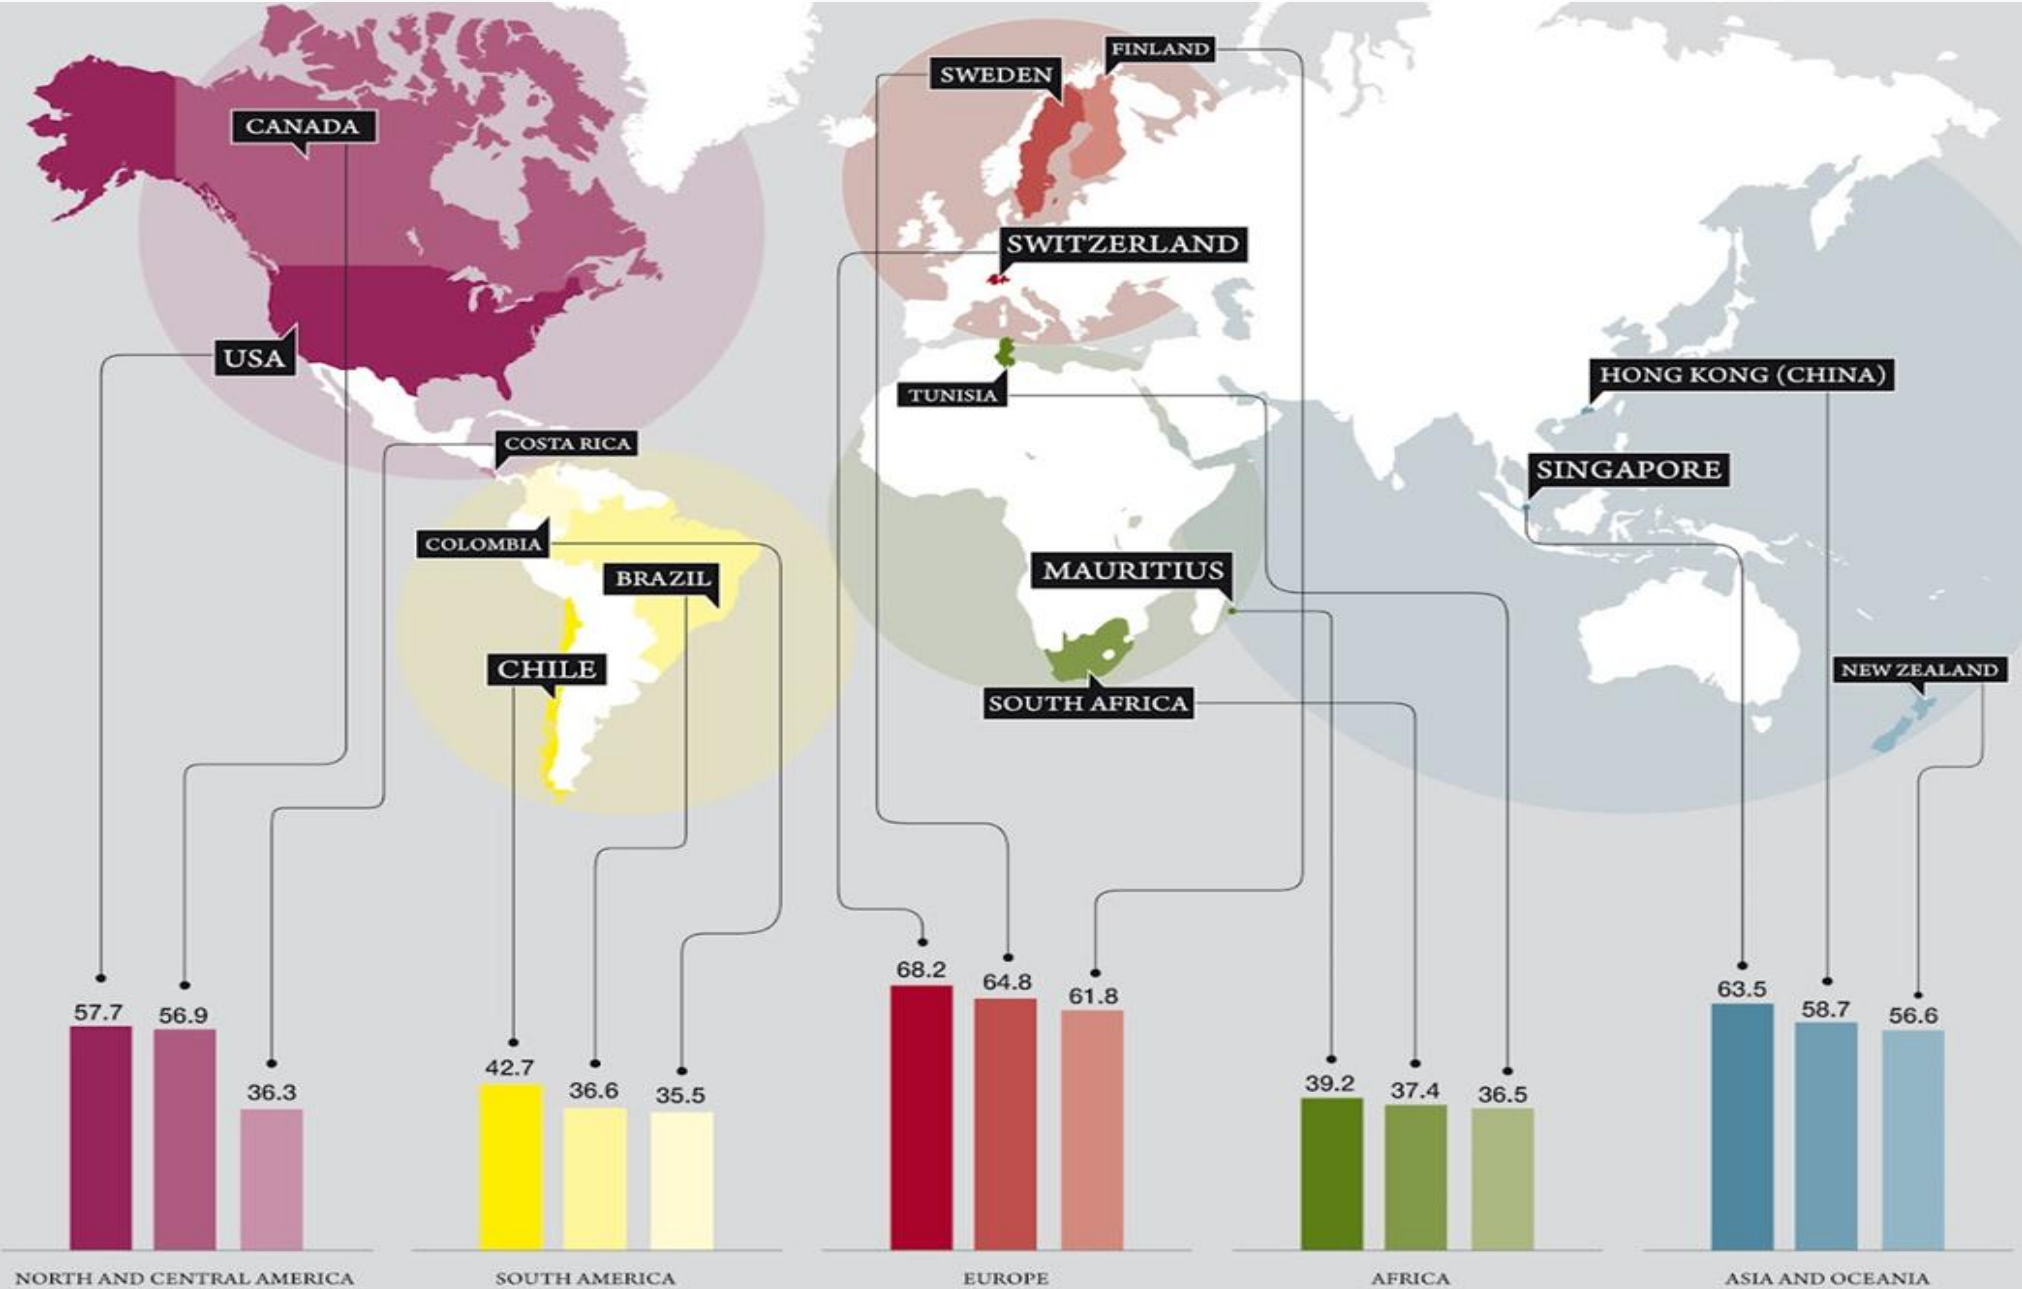 FINLAND
SWEDEN
CANADA
SWITZERLAND
USA
HONG KONG (CHINA)
TUNISIA
COSTA RICA
SINGAPORE
COLOMBIA
BRAZIL
MAURITIUS
CHILE
NEW ZEALAND
SOUTH AFRICA
57.7
56.9
36.3
42.7
36.6
35.5
68.2
64.8
61.8
39.2
37.4
36.5
63.5
58.7
56.6
NORTH AND CENTRAL AMERICA
SOUTH AMERICA
EUROPE
AFRICA
ASIA AND OCEANIA